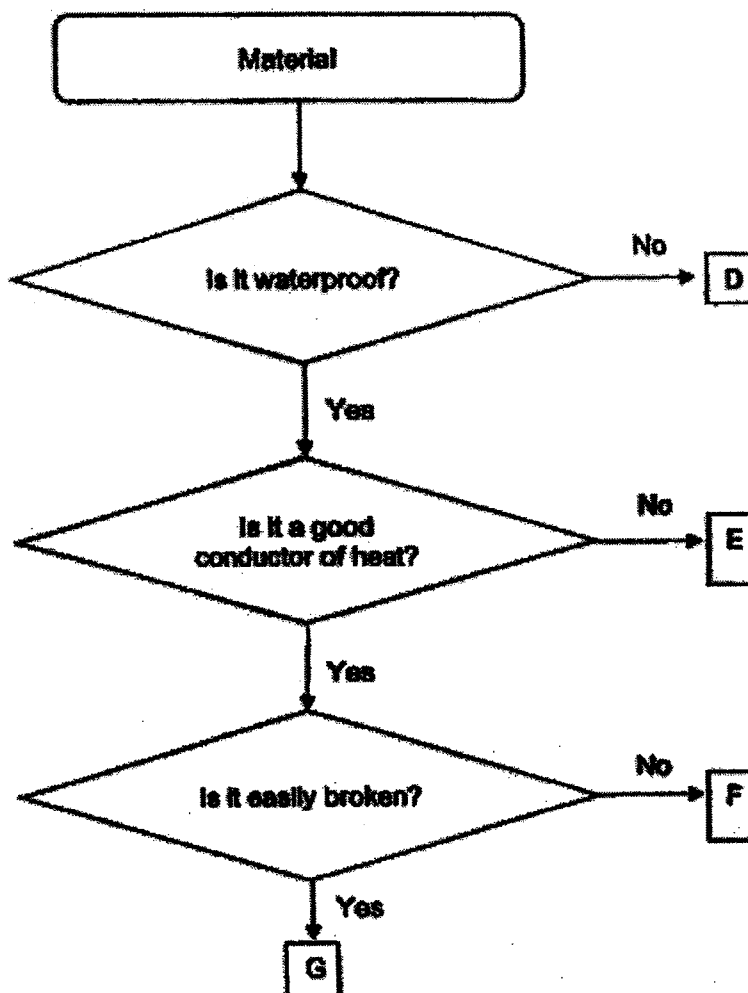 Material
Is it waterproof?
No
D
Yes
Is it a good
conductor of heat?
No
E
Yes
Is it easily broken?
No
F
Yes
G